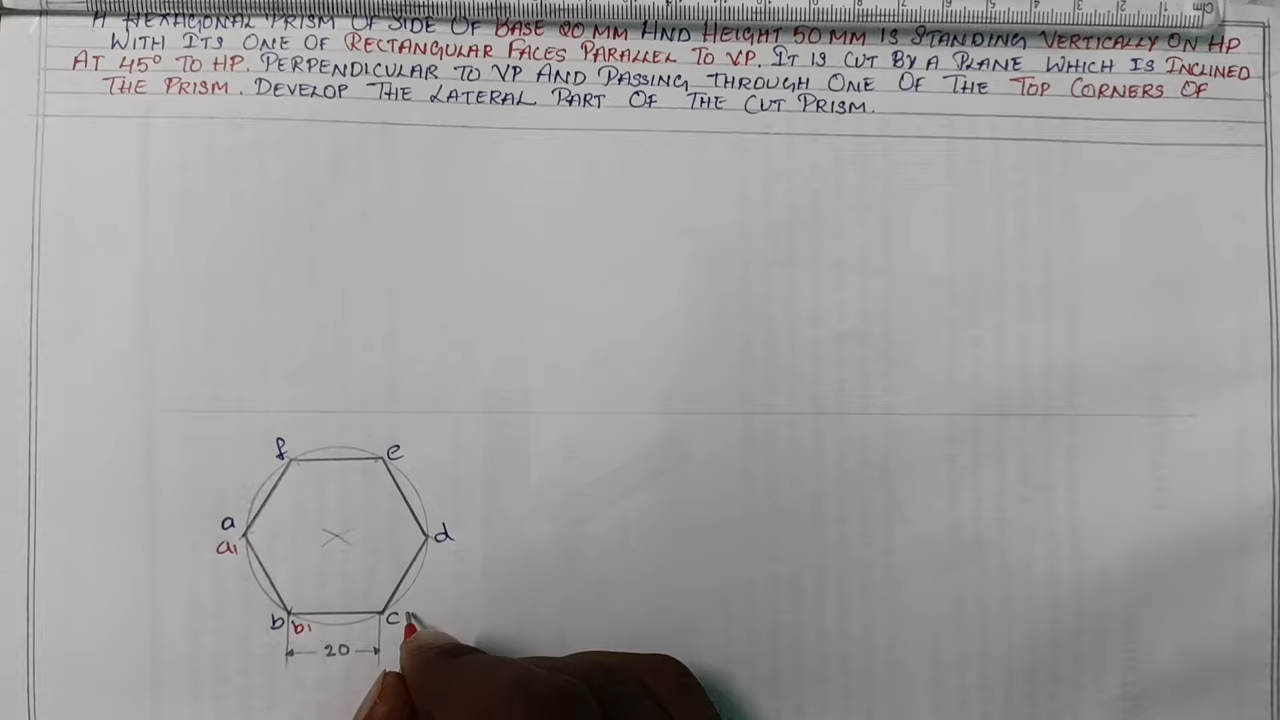 A HEXAGONAL PRISM OF SIDE OF BASE 20 MM AND HEIGHT 50 MM IS STANDING VERTICALLY ON HP
WITH ITS ONE OF RECTANGULAR FACES PARALLEL TO VP. IT IS CUT BY A PLANE WHICH IS INCLINED
AT 45° TO HP. PERPENDICULAR TO VP AND PASSING THROUGH ONE OF THE TOP CORNERS OF
THE PRISM. DEVELOP THE LATERAL PART OF THE CUT PRISM.
f e
a d
a1
b b1 c
20